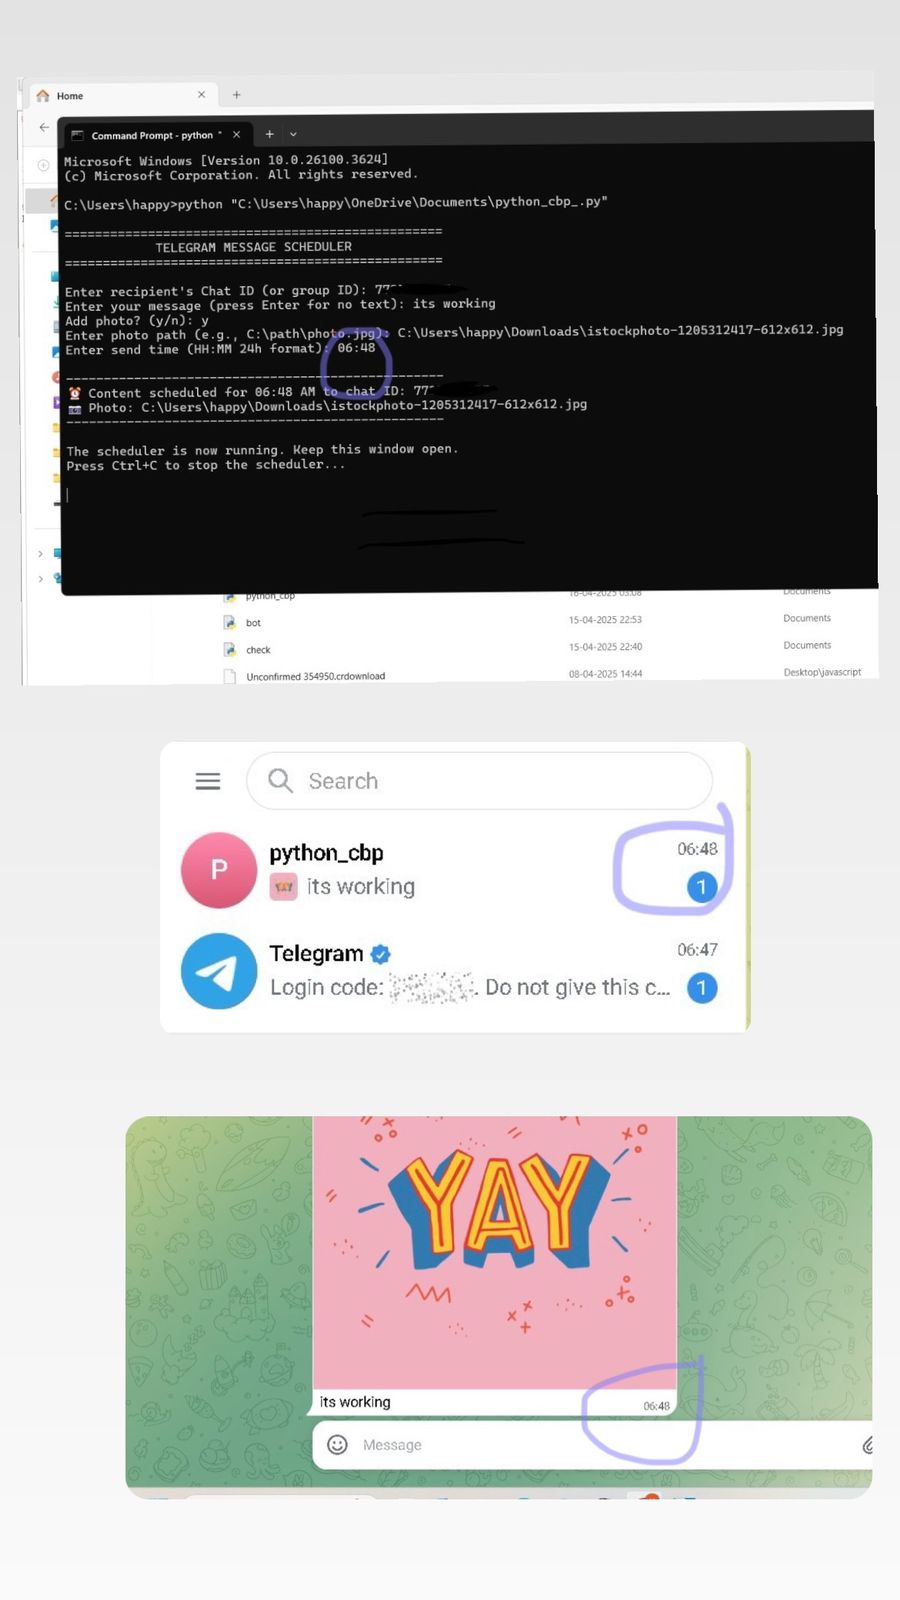 Home
Command Prompt - python "
Microsoft Windows [Version 10.0.26100.3624]
(c) Microsoft Corporation. All rights reserved.
C:\Users\happy>python "C:\Users\happy\OneDrive\Documents\python_cbp_.py"
==================================================
TELEGRAM MESSAGE SCHEDULER
==================================================
Enter recipient's Chat ID (or group ID): 77
Enter your message (press Enter for no text): its working
Add photo? (y/n): y
Enter photo path (e.g., C:\path\photo.jpg): C:\Users\happy\Downloads\istockphoto-1205312417-612x612.jpg
Enter send time (HH:MM 24h format): 06:48
--------------------------------------------------
⏰ Content scheduled for 06:48 AM to chat ID: 77
📷 Photo: C:\Users\happy\Downloads\istockphoto-1205312417-612x612.jpg
--------------------------------------------------
The scheduler is now running. Keep this window open.
Press Ctrl+C to stop the scheduler...
python_cbp 16-04-2025 03:08 Documents
bot 15-04-2025 22:53 Documents
check 15-04-2025 22:40 Documents
Unconfirmed 354950.crdownload 08-04-2025 14:44 Desktop\javascript
Search
P
python_cbp 06:48
YAY its working 1
Telegram 06:47
Login code: . Do not give this c... 1
YAY
its working 06:48
Message